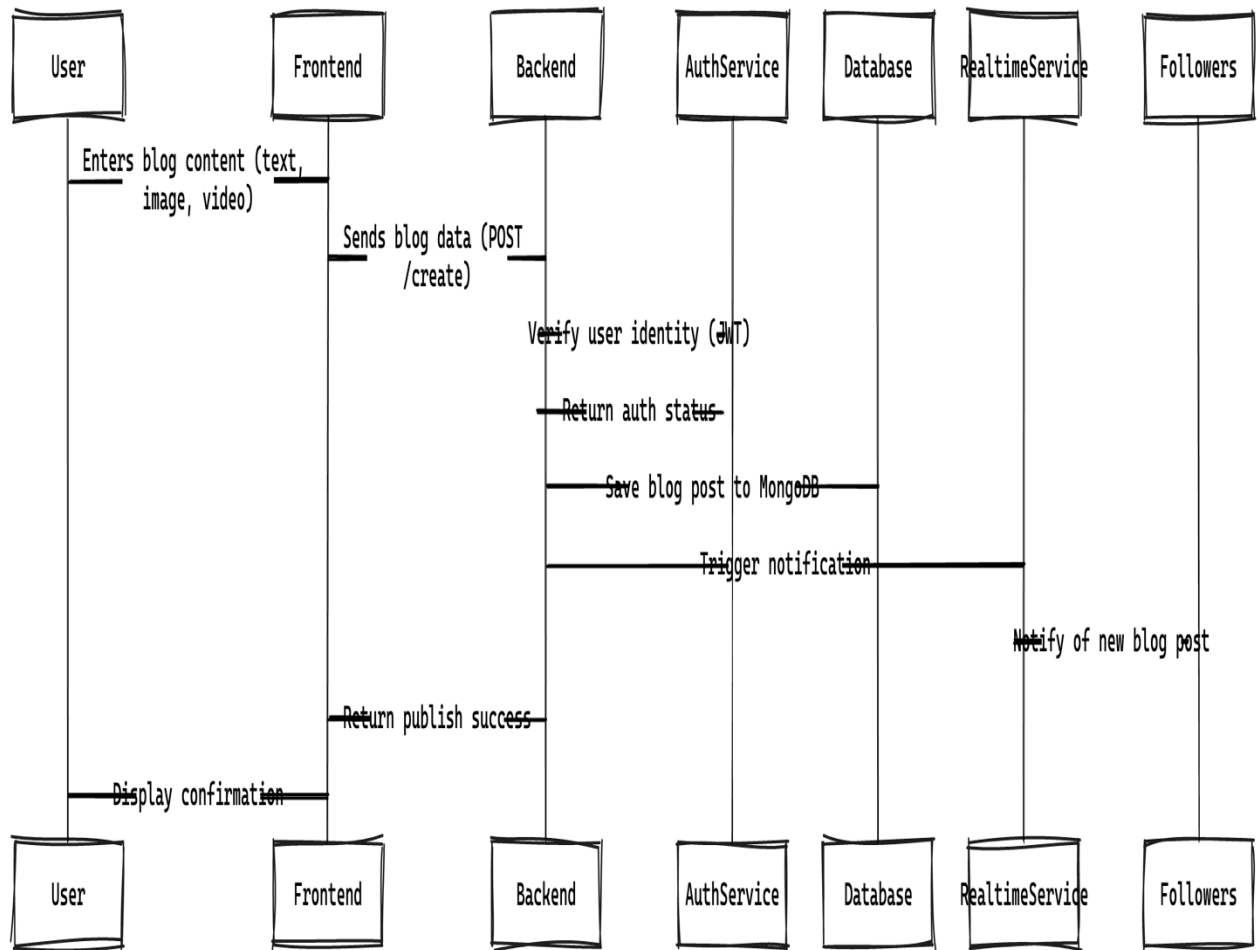 User
Frontend
Backend
AuthService
Database
RealtimeService
Followers
Enters blog content (text,
image, video)
Sends blog data (POST
/create)
Verify user identity (JWT)
Return auth status
Save blog post to MongoDB
Trigger notification
Notify of new blog post
Return publish success
Display confirmation
User
Frontend
Backend
AuthService
Database
RealtimeService
Followers